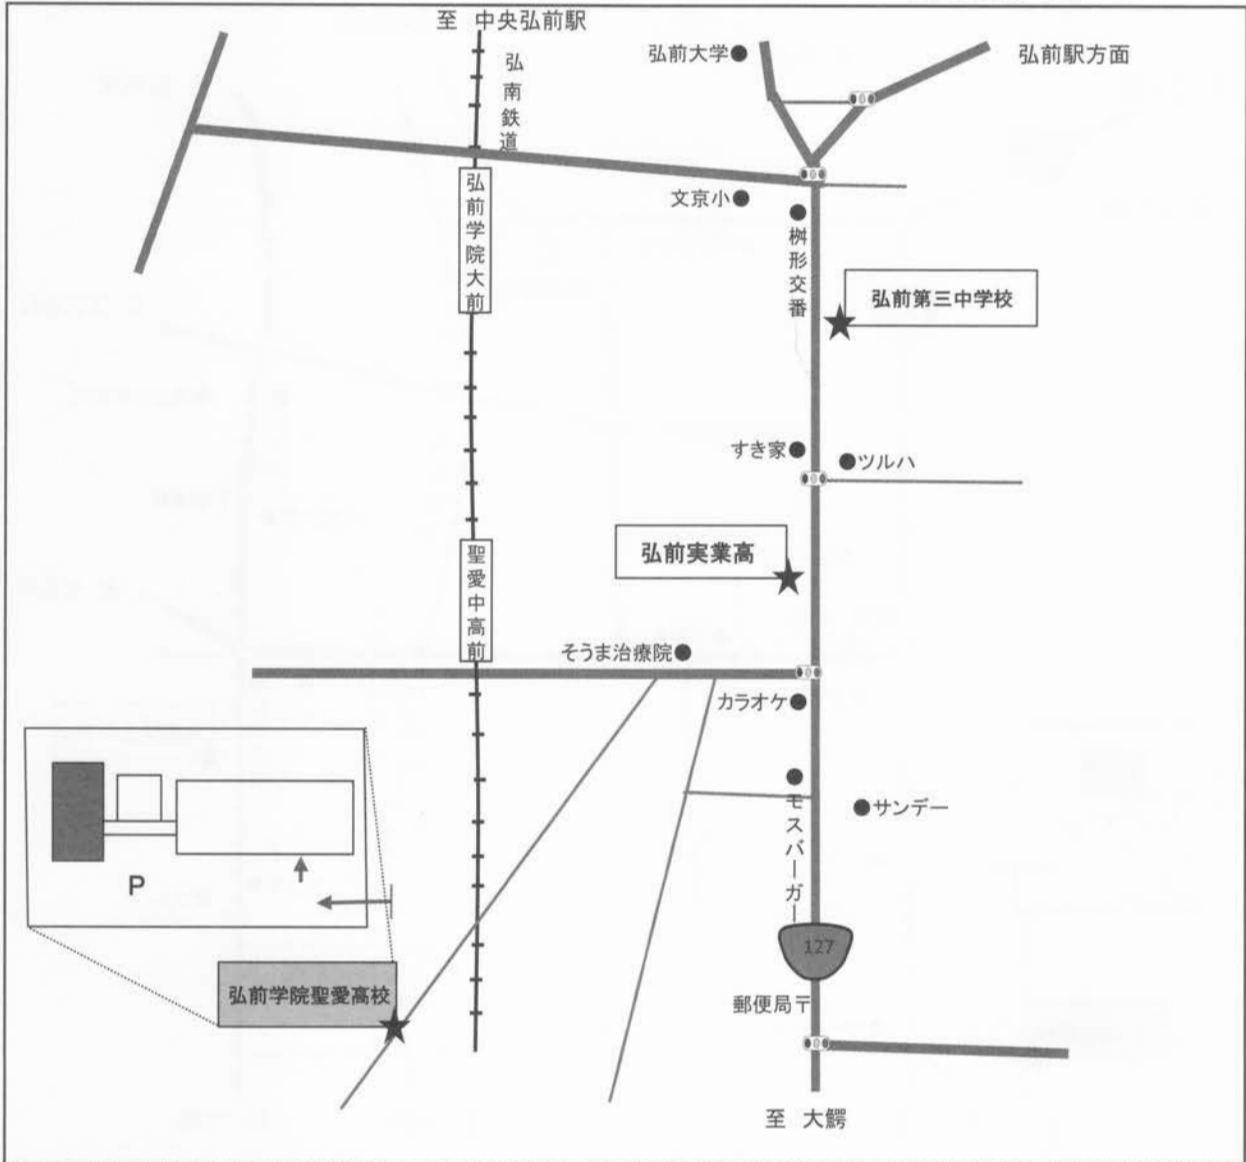 至 中央弘前駅
弘南鉄道
弘前大学
弘前駅方面
弘前学院大前
文京小
桝形交番
弘前第三中学校
すき家
ツルハ
弘前実業高
聖愛中高前
そうま治療院
カラオケ
モスバーガー
サンデー
P
127
弘前学院聖愛高校
郵便局〒
至 大鰐